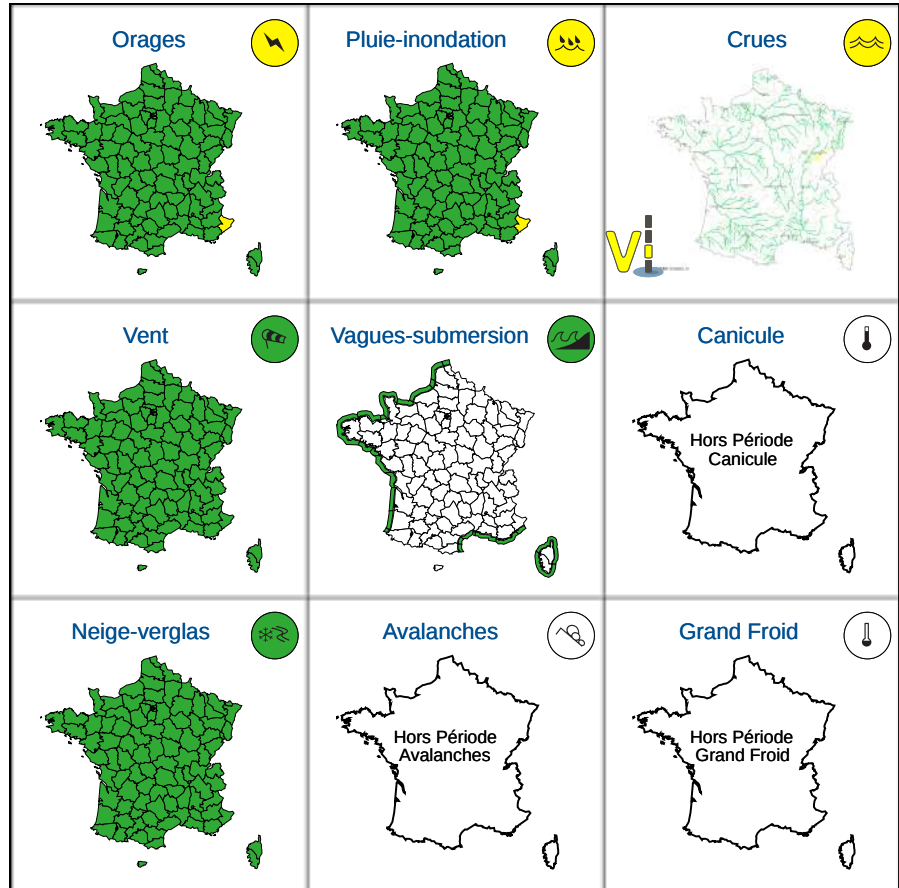 Orages
Pluie-inondation
Crues
Vent
Vagues-submersion
Canicule
Hors Période
Canicule
Neige-verglas
Avalanches
Hors Période
Avalanches
Grand Froid
Hors Période
Grand Froid